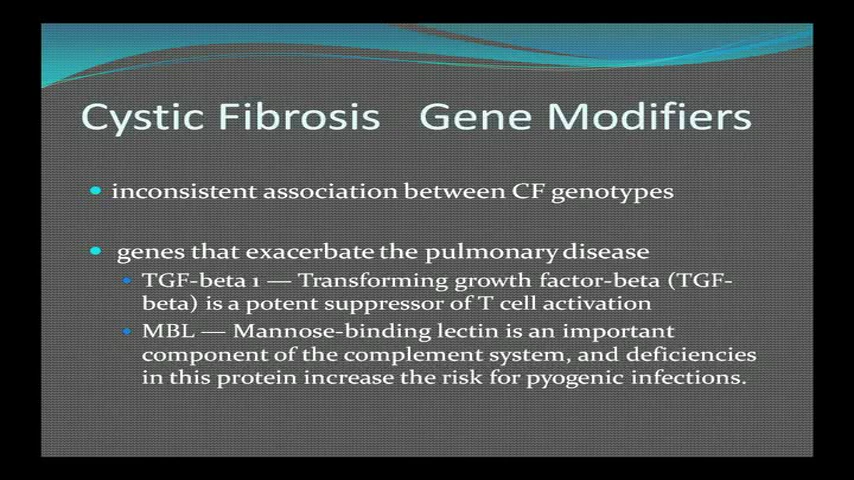 Cystic Fibrosis Gene Modifiers
inconsistent association between CF genotypes
genes that exacerbate the pulmonary disease
TGF-beta 1 — Transforming growth factor-beta (TGF-
beta) is a potent suppressor of T cell activation
MBL — Mannose-binding lectin is an important
component of the complement system, and deficiencies
in this protein increase the risk for pyogenic infections.